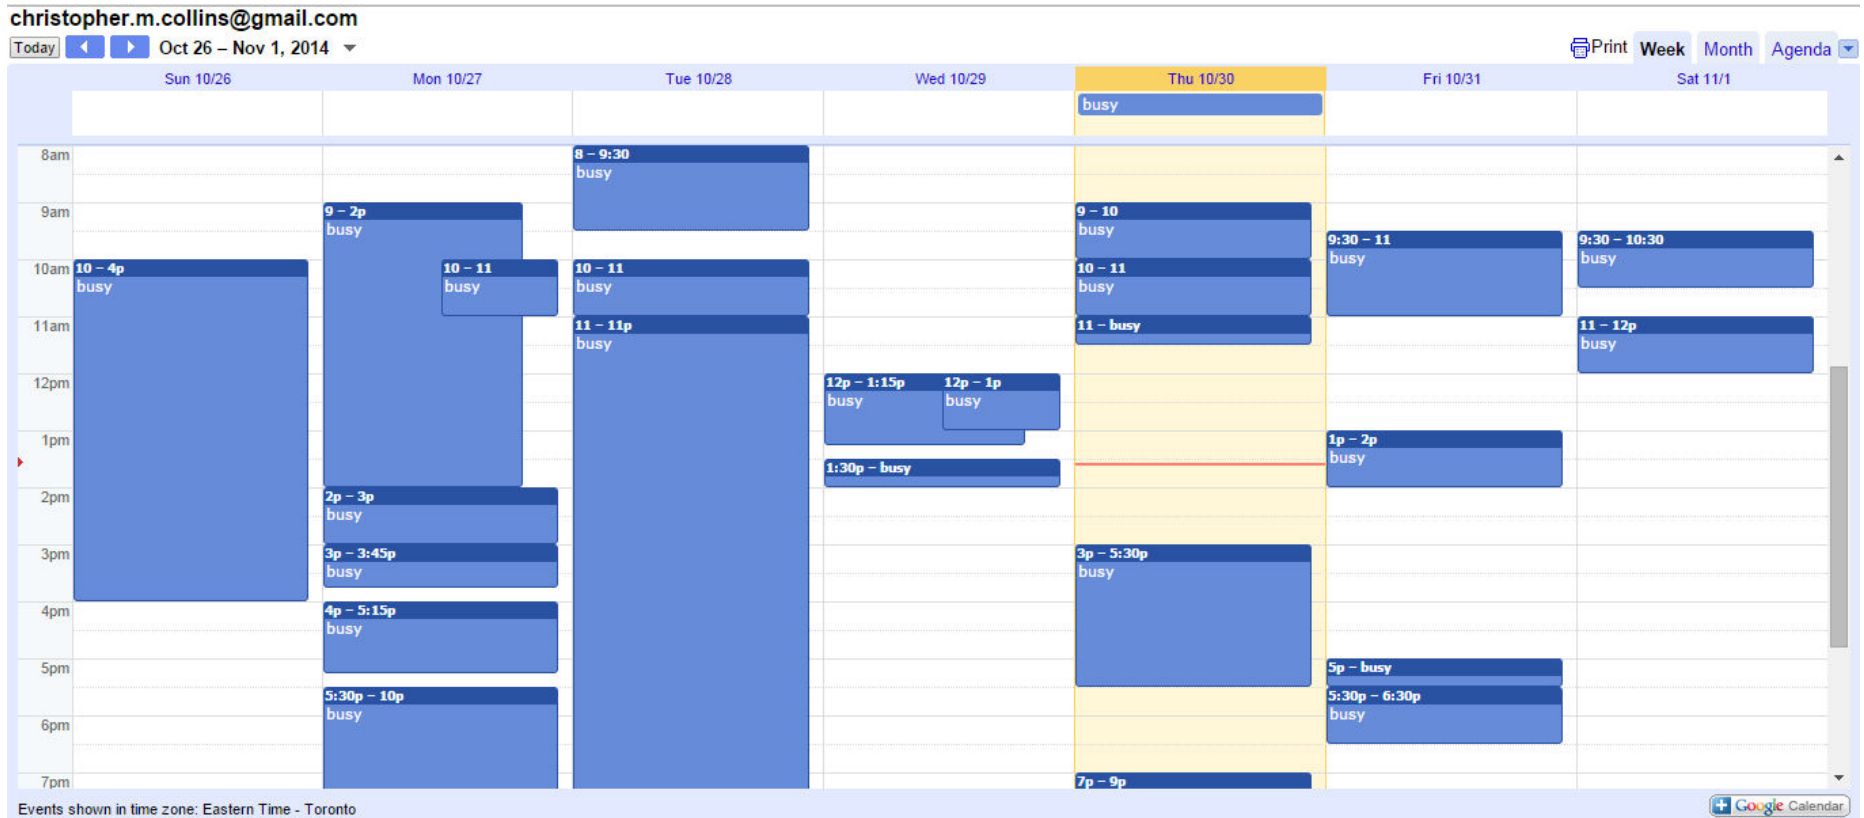 christopher.m.collins@gmail.com
Today Oct 26 – Nov 1, 2014 Print Week Month Agenda
Sun 10/26 Mon 10/27 Tue 10/28 Wed 10/29 Thu 10/30 Fri 10/31 Sat 11/1
busy
8am
9am
10am
11am
12pm
1pm
2pm
3pm
4pm
5pm
6pm
7pm
10 – 4p
busy
9 – 2p
busy
10 – 11
busy
2p – 3p
busy
3p – 3:45p
busy
4p – 5:15p
busy
5:30p – 10p
busy
8 – 9:30
busy
10 – 11
busy
11 – 11p
busy
12p – 1:15p
busy
12p – 1p
busy
1:30p – busy
9 – 10
busy
10 – 11
busy
11 – busy
3p – 5:30p
busy
7p – 9p
9:30 – 11
busy
1p – 2p
busy
5p – busy
5:30p – 6:30p
busy
9:30 – 10:30
busy
11 – 12p
busy
Events shown in time zone: Eastern Time - Toronto
Google Calendar